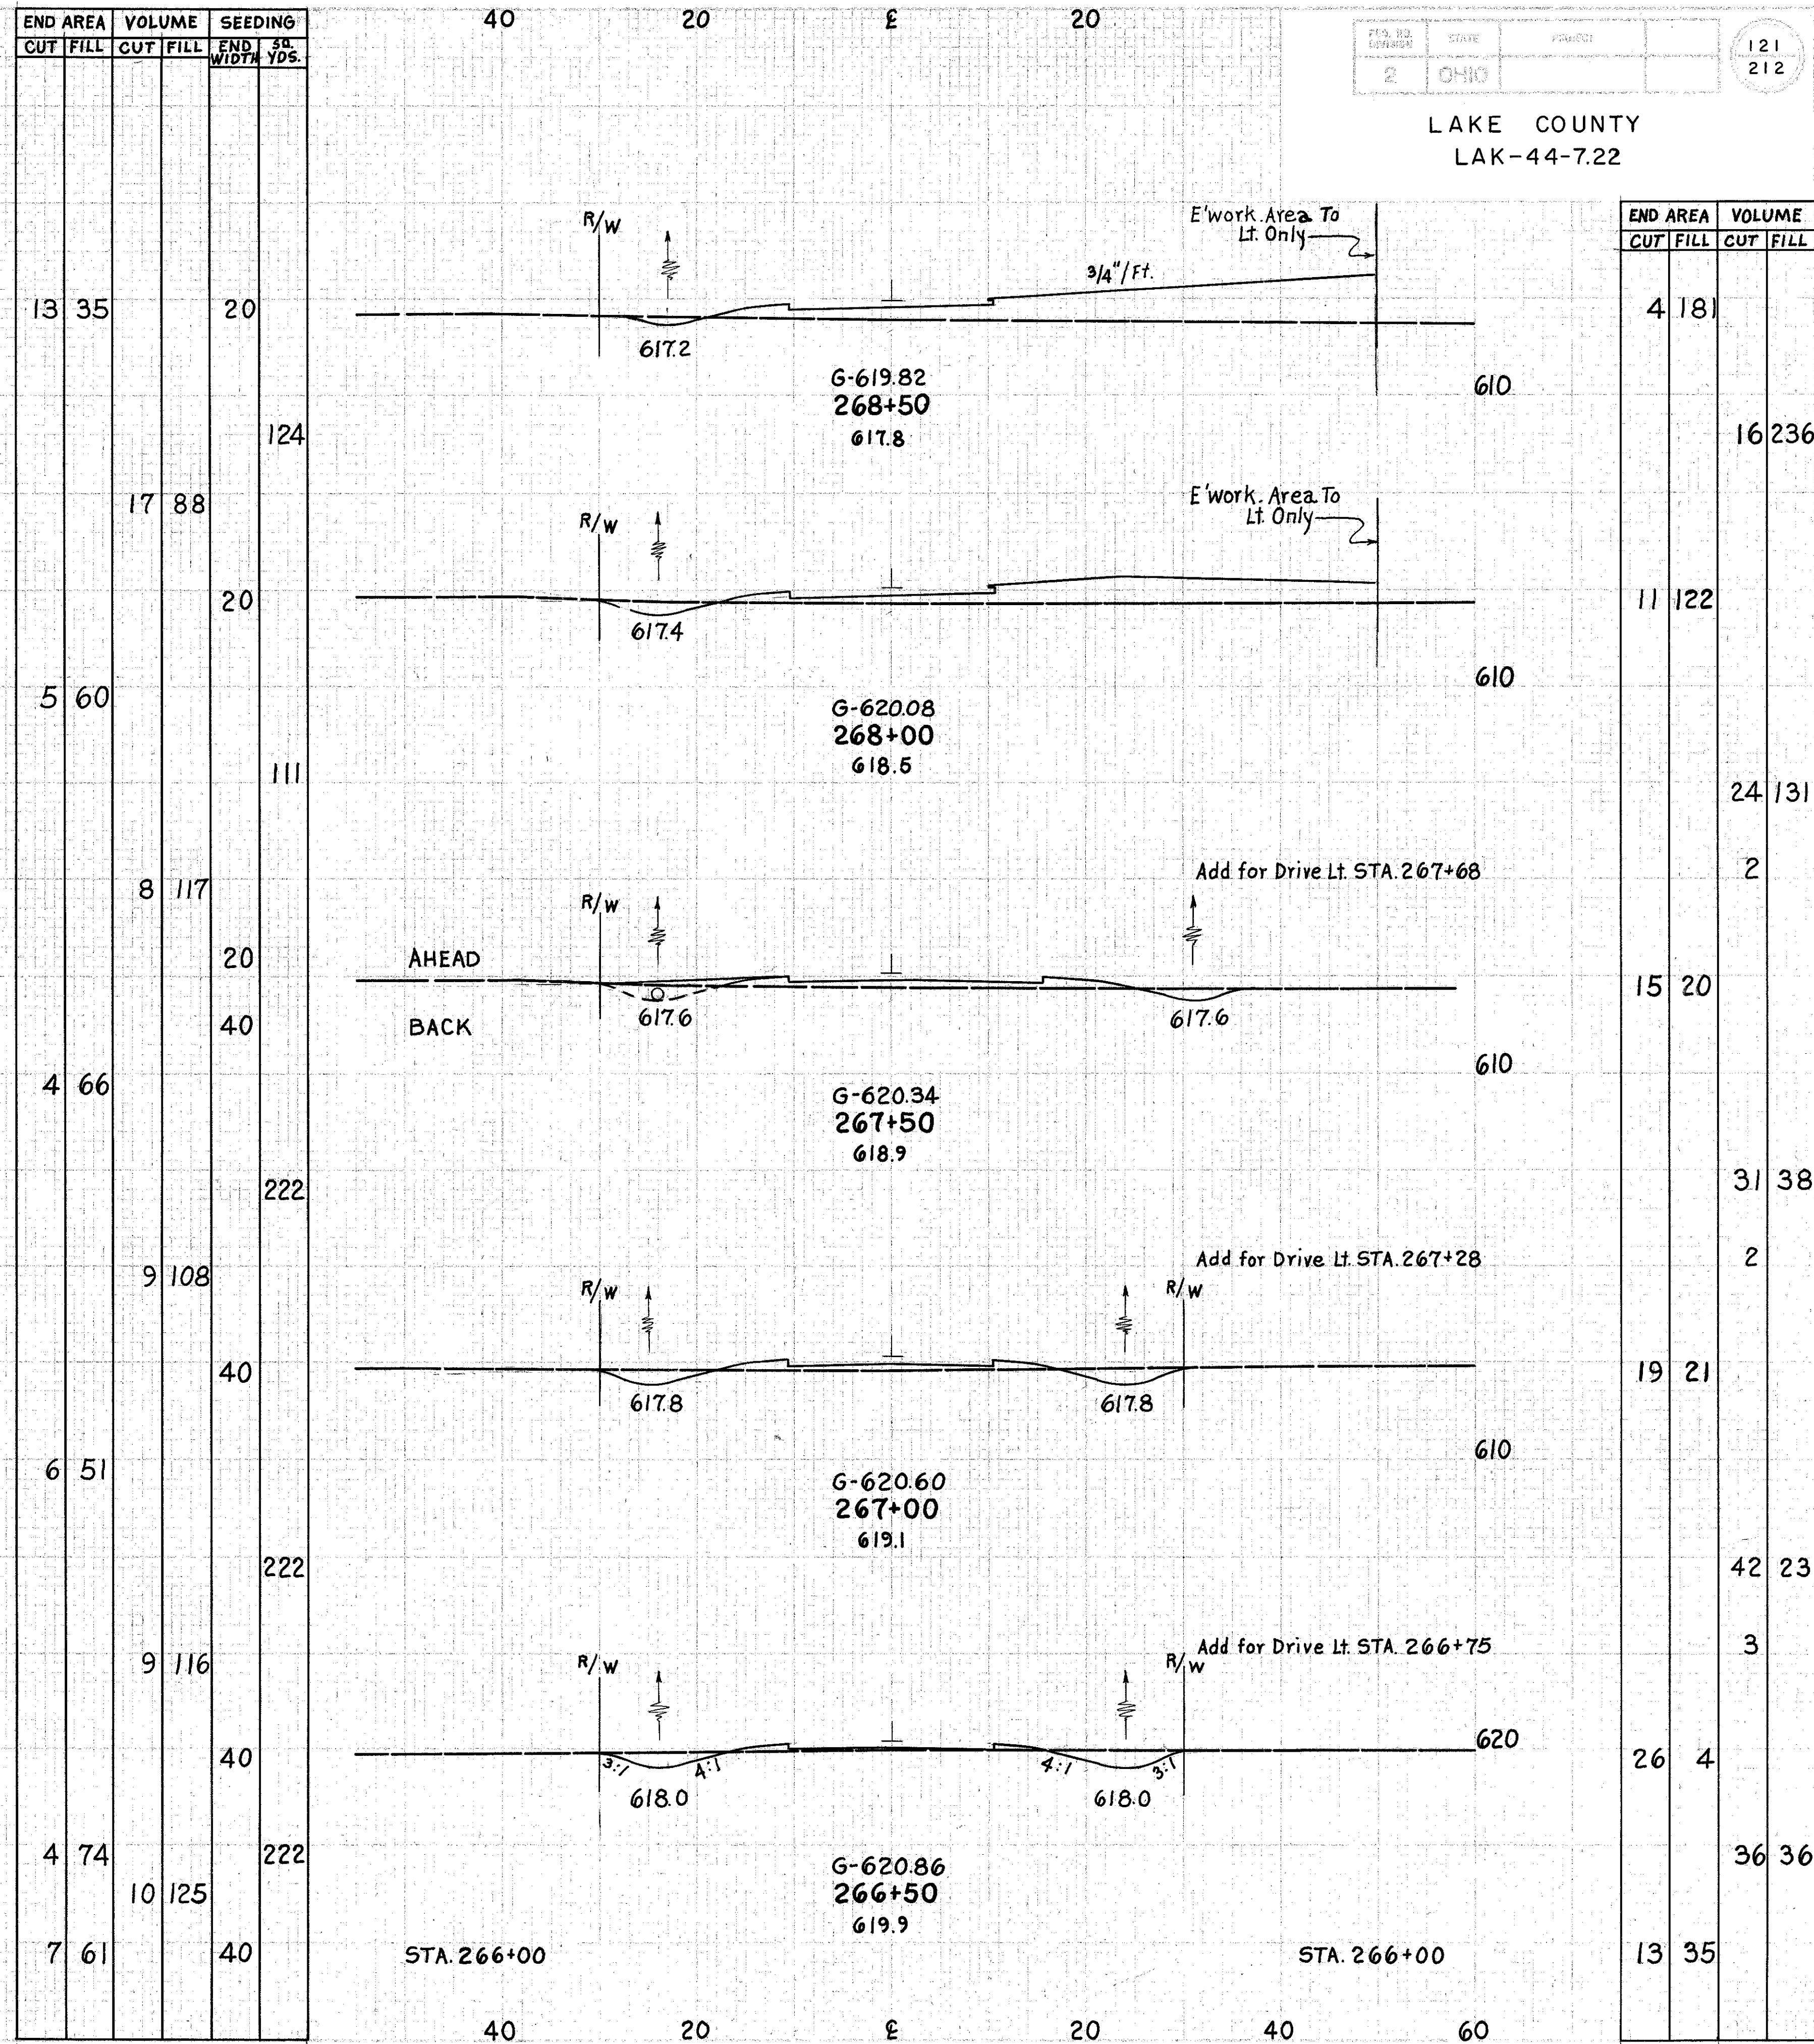 END AREA VOLUME SEEDING
CUT FILL CUT FILL END WIDTH SQ. YDS.
40 20 ℄ 20
FED. RD. DIVISION STATE PROJECT
2 OHIO
121
212
LAKE COUNTY
LAK-44-7.22
END AREA VOLUME
CUT FILL CUT FILL
R/W
E'work. Area To
Lt. Only
3/4"/Ft.
13 35 20
4 181
617.2
G-619.82
268+50
617.8
610
124
16 236
17 88
R/W
E'work. Area To
Lt. Only
20
11 122
617.4
610
5 60
G-620.08
268+00
618.5
111
24 131
Add for Drive Lt. STA. 267+68
2
8 117
R/W
20
AHEAD
15 20
40
BACK
617.6
617.6
610
4 66
G-620.34
267+50
618.9
222
31 38
Add for Drive Lt. STA. 267+28
2
9 108
R/W
R/W
40
19 21
617.8
617.8
610
6 51
G-620.60
267+00
619.1
222
42 23
Add for Drive Lt. STA. 266+75
3
9 116
R/W
R/W
620
40
3:1 4:1
4:1 3:1
26 4
618.0
618.0
4 74
222
36 36
G-620.86
266+50
619.9
10 125
7 61 40
STA. 266+00
STA. 266+00
13 35
40 20 ℄ 20 40 60